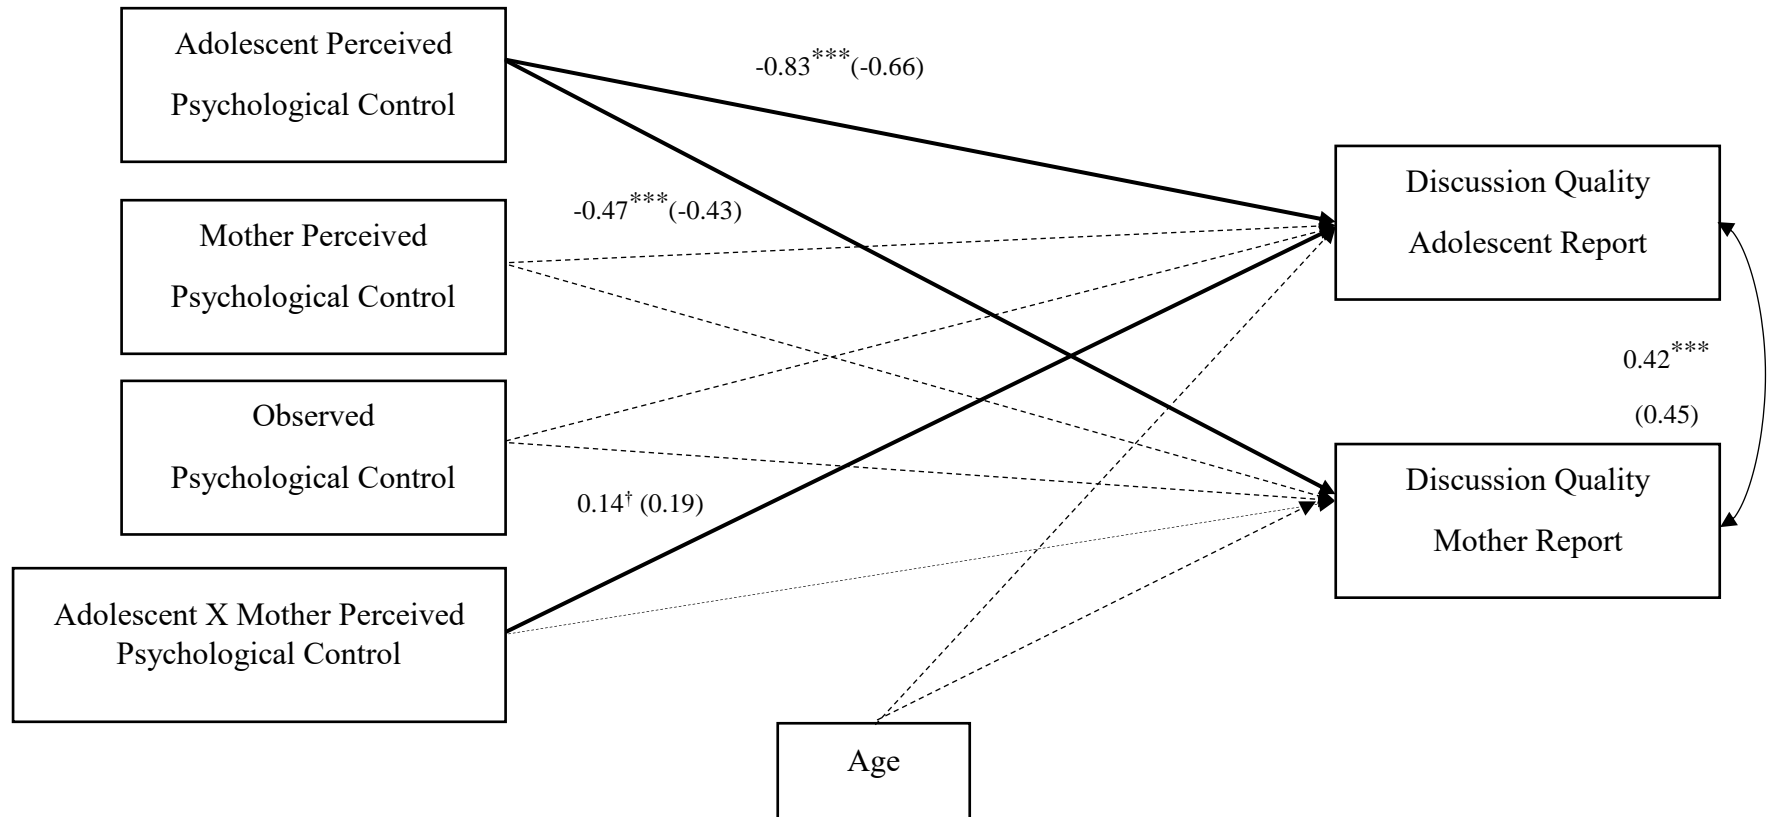 Adolescent Perceived
Psychological Control
-0.83***(-0.66)
Mother Perceived
Psychological Control
-0.47***(-0.43)
Discussion Quality
Adolescent Report
Observed
Psychological Control
0.42***
(0.45)
0.14† (0.19)
Discussion Quality
Mother Report
Adolescent X Mother Perceived
Psychological Control
Age